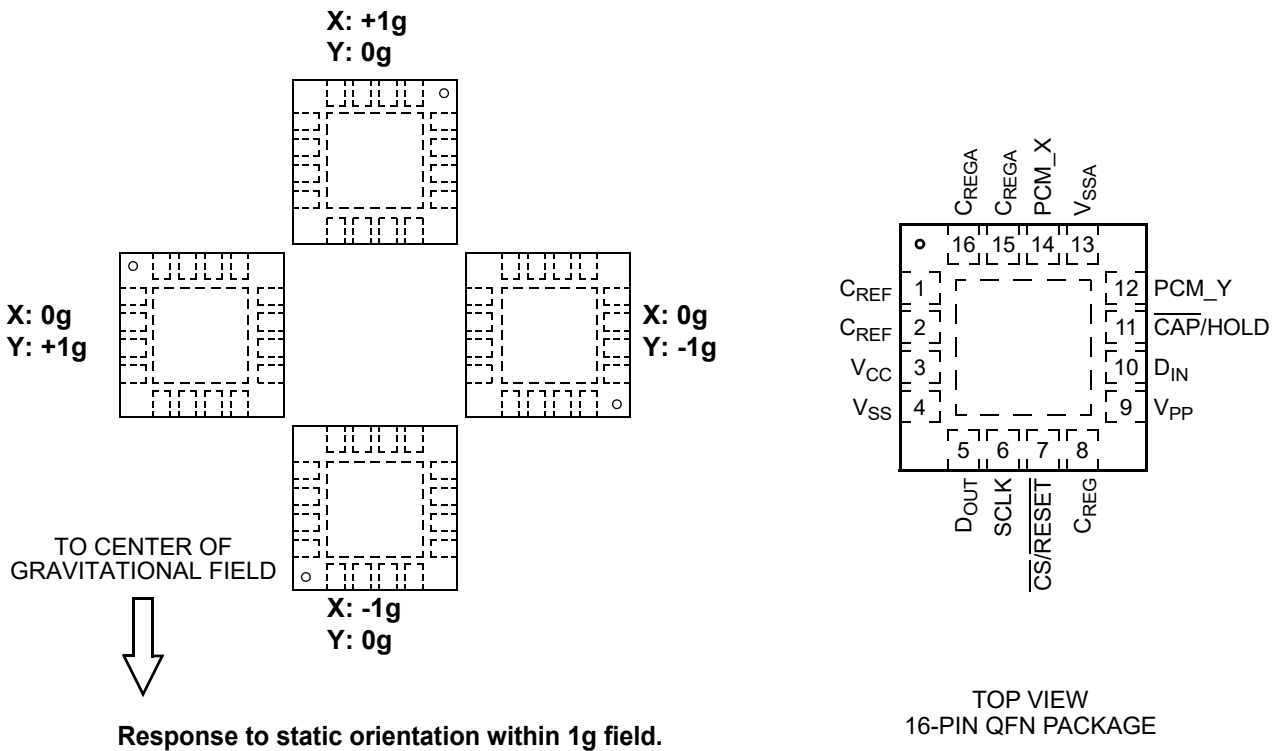 X: +1g
Y: 0g
X: 0g
Y: +1g
X: 0g
Y: -1g
X: -1g
Y: 0g
TO CENTER OF
GRAVITATIONAL FIELD
Response to static orientation within 1g field.
CREGA
CREGA
PCM_X
VSSA
16
15
14
13
CREF 1
CREF 2
VCC 3
VSS 4
12 PCM_Y
11 CAP/HOLD
10 DIN
9 VPP
5
6
7
8
DOUT
SCLK
CS/RESET
CREG
TOP VIEW
16-PIN QFN PACKAGE